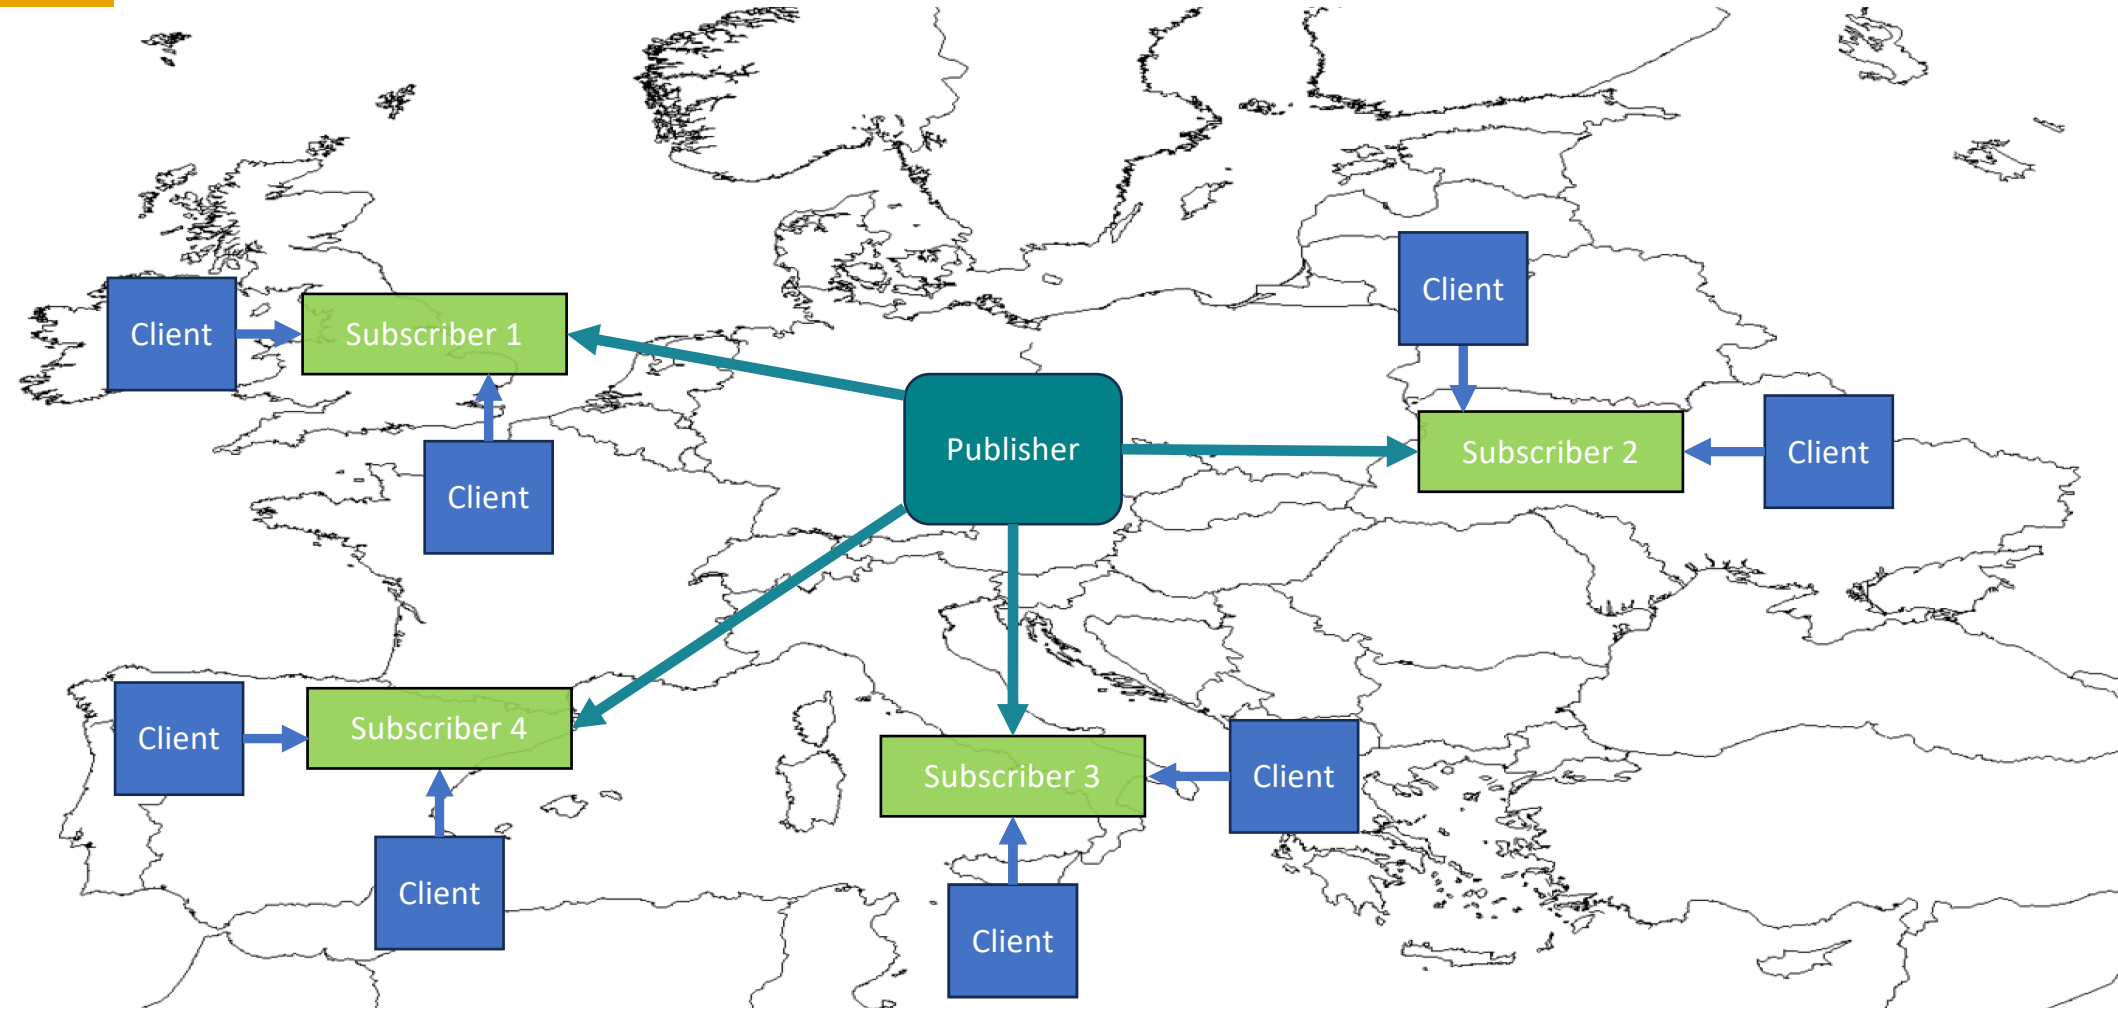 Client
Client
Subscriber 1
Publisher
Subscriber 2
Client
Client
Client
Subscriber 4
Subscriber 3
Client
Client
Client